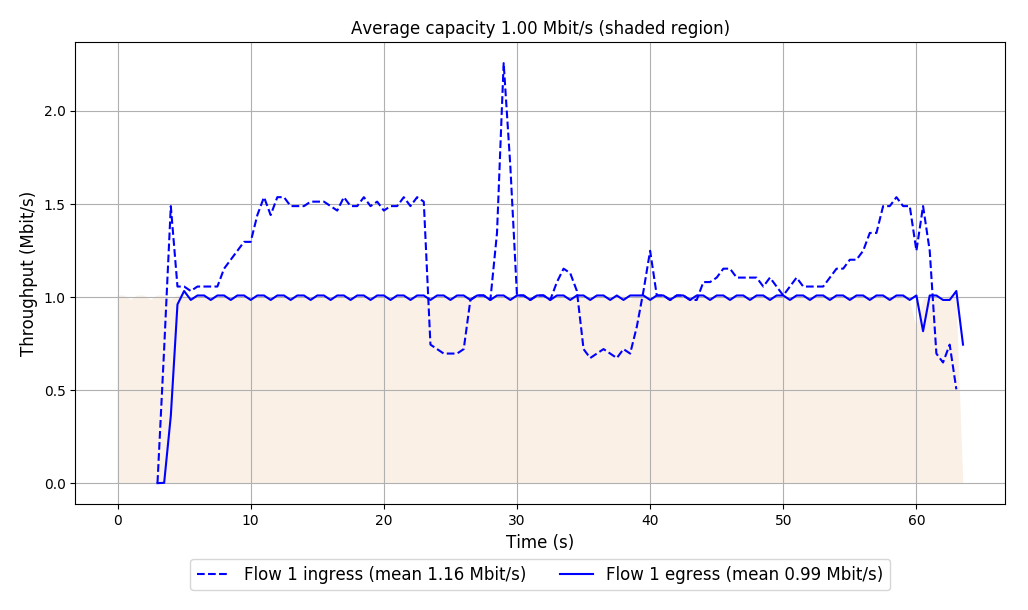 Average capacity 1.00 Mbit/s (shaded region)
2.0
1.5
1.0
0.5
0.0
Throughput (Mbit/s)
0 10 20 30 40 50 60
Time (s)
Flow 1 ingress (mean 1.16 Mbit/s) Flow 1 egress (mean 0.99 Mbit/s)